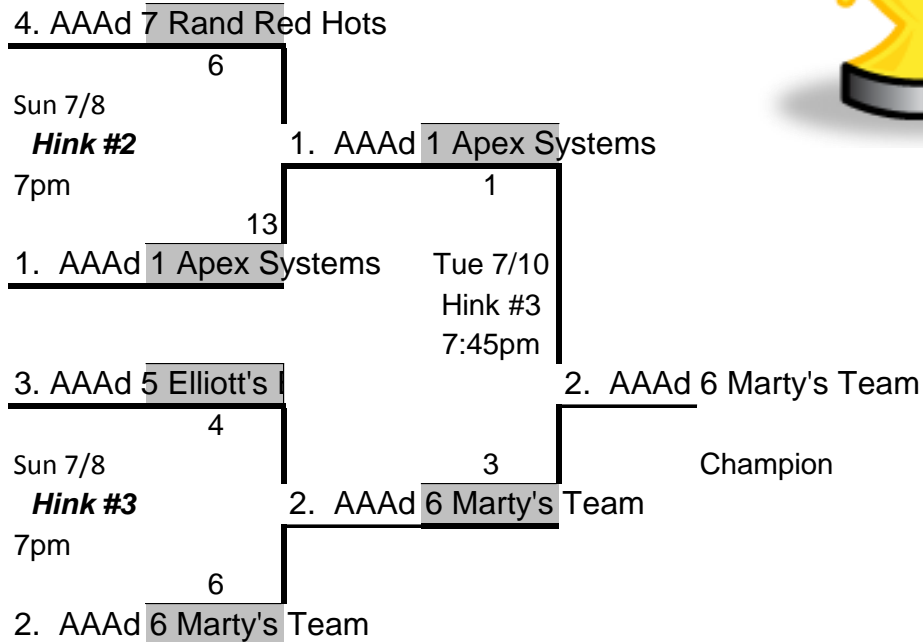 4. AAAd 7 Rand Red Hots
6
Sun 7/8
Hink #2
7pm
13
1. AAAd 1 Apex Systems
1. AAAd 1 Apex Systems
1
Tue 7/10
Hink #3
7:45pm
3. AAAd 5 Elliott's
4
Sun 7/8
Hink #3
7pm
6
2. AAAd 6 Marty's Team
3
2. AAAd 6 Marty's Team
2. AAAd 6 Marty's Team
Champion